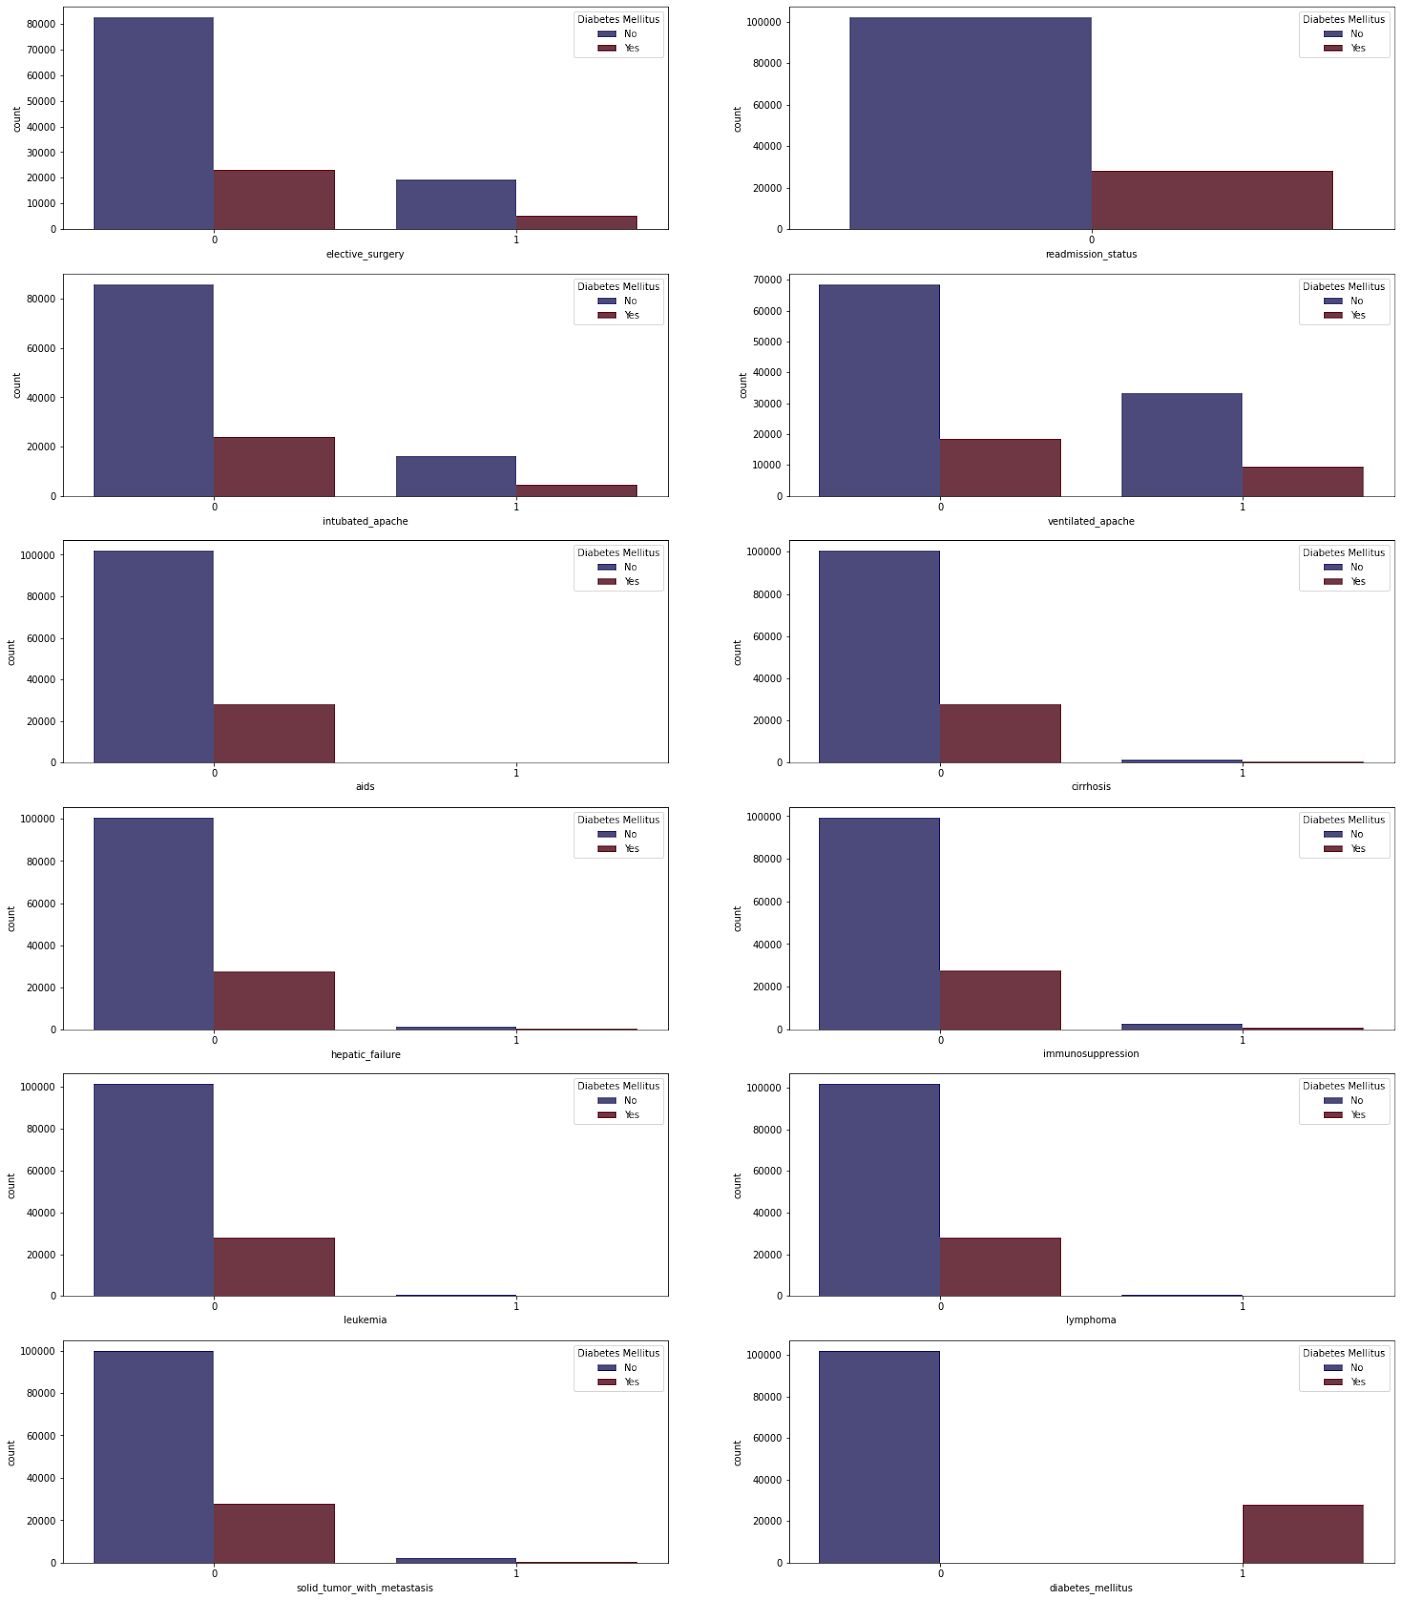 80000
70000
60000
50000
40000
30000
20000
10000
0
count
0 1
elective_surgery
Diabetes Mellitus
No
Yes
100000
80000
60000
40000
20000
0
count
0
readmission_status
Diabetes Mellitus
No
Yes
80000
60000
40000
20000
0
count
0 1
intubated_apache
Diabetes Mellitus
No
Yes
70000
60000
50000
40000
30000
20000
10000
0
count
0 1
ventilated_apache
Diabetes Mellitus
No
Yes
100000
80000
60000
40000
20000
0
count
0 1
aids
Diabetes Mellitus
No
Yes
100000
80000
60000
40000
20000
0
count
0 1
cirrhosis
Diabetes Mellitus
No
Yes
100000
80000
60000
40000
20000
0
count
0 1
hepatic_failure
Diabetes Mellitus
No
Yes
100000
80000
60000
40000
20000
0
count
0 1
immunosuppression
Diabetes Mellitus
No
Yes
100000
80000
60000
40000
20000
0
count
0 1
leukemia
Diabetes Mellitus
No
Yes
100000
80000
60000
40000
20000
0
count
0 1
lymphoma
Diabetes Mellitus
No
Yes
100000
80000
60000
40000
20000
0
count
0 1
solid_tumor_with_metastasis
Diabetes Mellitus
No
Yes
100000
80000
60000
40000
20000
0
count
0 1
diabetes_mellitus
Diabetes Mellitus
No
Yes